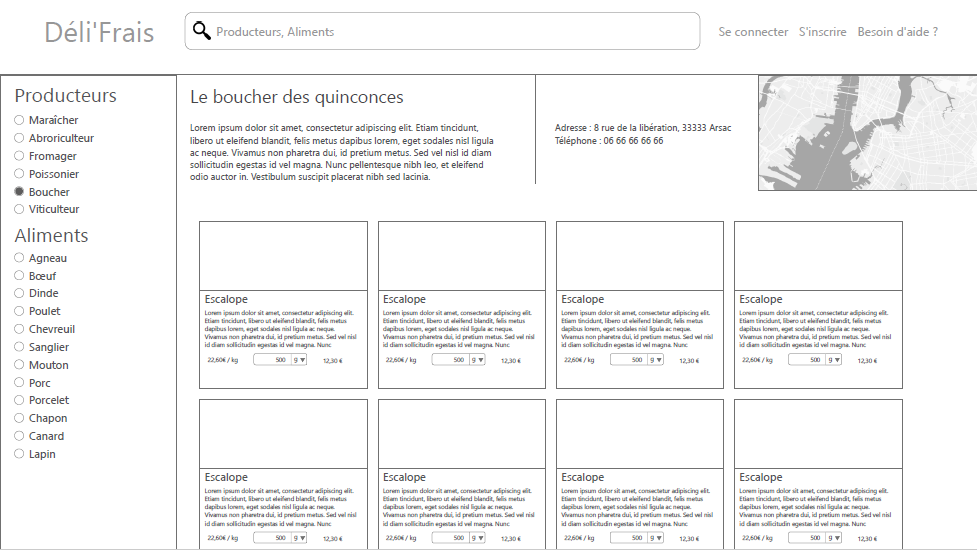 Déli'Frais
Producteurs, Aliments
Se connecter S'inscrire Besoin d'aide ?
Producteurs
Maraîcher
Abroriculteur
Fromager
Poissonier
Boucher
Viticulteur
Aliments
Agneau
Bœuf
Dinde
Poulet
Chevreuil
Sanglier
Mouton
Porc
Porcelet
Chapon
Canard
Lapin
Le boucher des quinconces
Lorem ipsum dolor sit amet, consectetur adipiscing elit. Etiam tincidunt,
libero ut eleifend blandit, felis metus dapibus lorem, eget sodales nisl ligula
ac neque. Vivamus non pharetra dui, id pretium metus. Sed vel nisl id diam
sollicitudin egestas id vel magna. Nunc pellentesque nibh leo, et eleifend
odio auctor in. Vestibulum suscipit placerat nibh sed lacinia.
Adresse : 8 rue de la libération, 33333 Arsac
Téléphone : 06 66 66 66 66
Escalope
Lorem ipsum dolor sit amet, consectetur adipiscing elit.
Etiam tincidunt, libero ut eleifend blandit, felis metus
dapibus lorem, eget sodales nisl ligula ac neque.
Vivamus non pharetra dui, id pretium metus. Sed vel nisl
id diam sollicitudin egestas id vel magna. Nunc
22,60€ / kg 500 g 12,30 €
Escalope
Lorem ipsum dolor sit amet, consectetur adipiscing elit.
Etiam tincidunt, libero ut eleifend blandit, felis metus
dapibus lorem, eget sodales nisl ligula ac neque.
Vivamus non pharetra dui, id pretium metus. Sed vel nisl
id diam sollicitudin egestas id vel magna. Nunc
22,60€ / kg 500 g 12,30 €
Escalope
Lorem ipsum dolor sit amet, consectetur adipiscing elit.
Etiam tincidunt, libero ut eleifend blandit, felis metus
dapibus lorem, eget sodales nisl ligula ac neque.
Vivamus non pharetra dui, id pretium metus. Sed vel nisl
id diam sollicitudin egestas id vel magna. Nunc
22,60€ / kg 500 g 12,30 €
Escalope
Lorem ipsum dolor sit amet, consectetur adipiscing elit.
Etiam tincidunt, libero ut eleifend blandit, felis metus
dapibus lorem, eget sodales nisl ligula ac neque.
Vivamus non pharetra dui, id pretium metus. Sed vel nisl
id diam sollicitudin egestas id vel magna. Nunc
22,60€ / kg 500 g 12,30 €
Escalope
Lorem ipsum dolor sit amet, consectetur adipiscing elit.
Etiam tincidunt, libero ut eleifend blandit, felis metus
dapibus lorem, eget sodales nisl ligula ac neque.
Vivamus non pharetra dui, id pretium metus. Sed vel nisl
id diam sollicitudin egestas id vel magna. Nunc
22,60€ / kg 500 g 12,30 €
Escalope
Lorem ipsum dolor sit amet, consectetur adipiscing elit.
Etiam tincidunt, libero ut eleifend blandit, felis metus
dapibus lorem, eget sodales nisl ligula ac neque.
Vivamus non pharetra dui, id pretium metus. Sed vel nisl
id diam sollicitudin egestas id vel magna. Nunc
22,60€ / kg 500 g 12,30 €
Escalope
Lorem ipsum dolor sit amet, consectetur adipiscing elit.
Etiam tincidunt, libero ut eleifend blandit, felis metus
dapibus lorem, eget sodales nisl ligula ac neque.
Vivamus non pharetra dui, id pretium metus. Sed vel nisl
id diam sollicitudin egestas id vel magna. Nunc
22,60€ / kg 500 g 12,30 €
Escalope
Lorem ipsum dolor sit amet, consectetur adipiscing elit.
Etiam tincidunt, libero ut eleifend blandit, felis metus
dapibus lorem, eget sodales nisl ligula ac neque.
Vivamus non pharetra dui, id pretium metus. Sed vel nisl
id diam sollicitudin egestas id vel magna. Nunc
22,60€ / kg 500 g 12,30 €